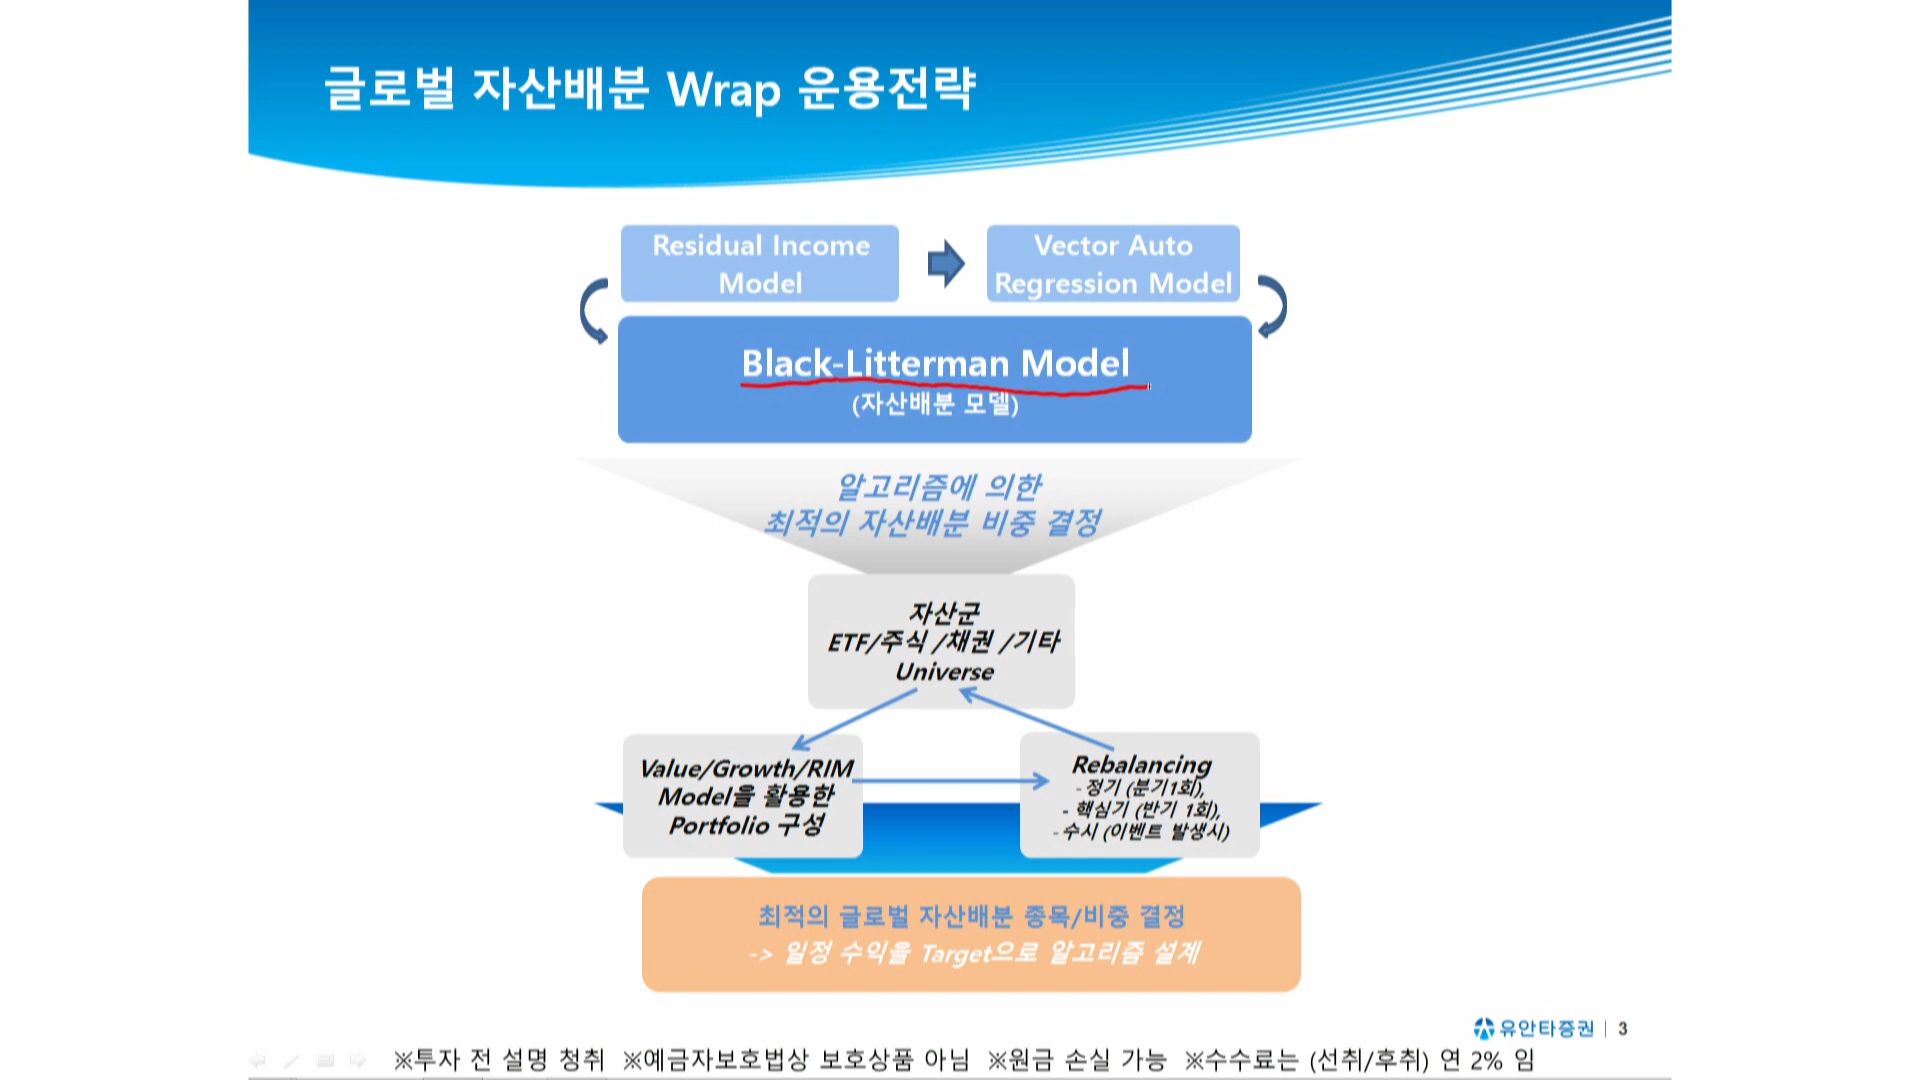 글로벌 자산배분 Wrap 운용전략
Residual Income
Model
Vector Auto
Regression Model
Black-Litterman Model
(자산배분 모델)
알고리즘에 의한
최적의 자산배분 비중 결정
자산군
ETF/주식 /채권 /기타
Universe
Value/Growth/RIM
Model을 활용한
Portfolio 구성
Rebalancing
- 정기 (분기1회),
- 핵심기 (반기 1회),
- 수시 (이벤트 발생시)
최적의 글로벌 자산배분 종목/비중 결정
-> 일정 수익을 Target으로 알고리즘 설계
유안타증권 | 3
※투자 전 설명 청취 ※예금자보호법상 보호상품 아님 ※원금 손실 가능 ※수수료는 (선취/후취) 연 2% 임